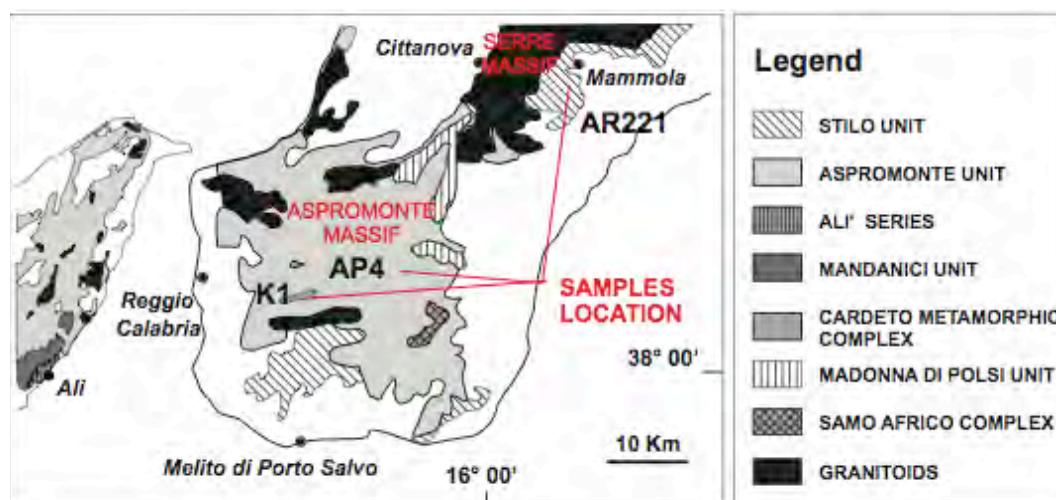 Cittanova
SERRE
MASSIF
Mammola
AR221
ASPROMONTE
MASSIF
AP4
K1
Reggio
Calabria
SAMPLES
LOCATION
38° 00'
Alì
10 Km
Melito di Porto Salvo
16° 00'
Legend
STILO UNIT
ASPROMONTE UNIT
ALI' SERIES
MANDANICI UNIT
CARDETO METAMORPHIC
COMPLEX
MADONNA DI POLSI UNIT
SAMO AFRICO COMPLEX
GRANITOIDS